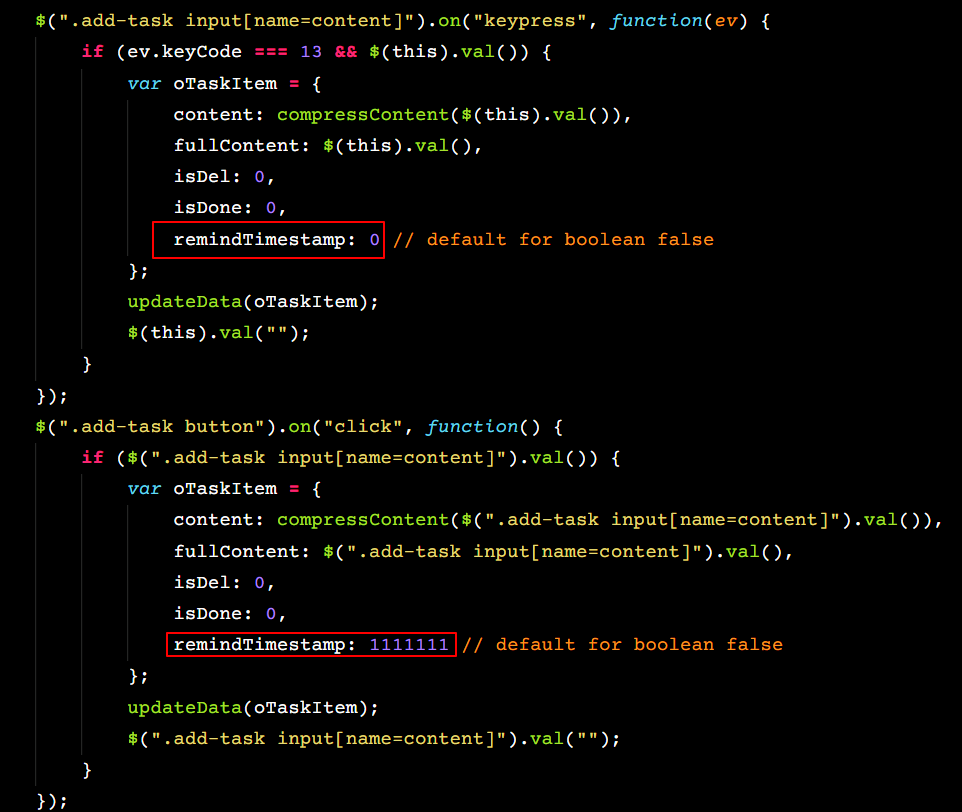 $(".add-task input[name=content]").on("keypress", function(ev) {
    if (ev.keyCode === 13 && $(this).val()) {
        var oTaskItem = {
            content: compressContent($(this).val()),
            fullContent: $(this).val(),
            isDel: 0,
            isDone: 0,
            remindTimestamp: 0 // default for boolean false
        };
        updateData(oTaskItem);
        $(this).val("");
    }
});
$(".add-task button").on("click", function() {
    if ($(".add-task input[name=content]").val()) {
        var oTaskItem = {
            content: compressContent($(".add-task input[name=content]").val()),
            fullContent: $(".add-task input[name=content]").val(),
            isDel: 0,
            isDone: 0,
            remindTimestamp: 1111111 // default for boolean false
        };
        updateData(oTaskItem);
        $(".add-task input[name=content]").val("");
    }
});